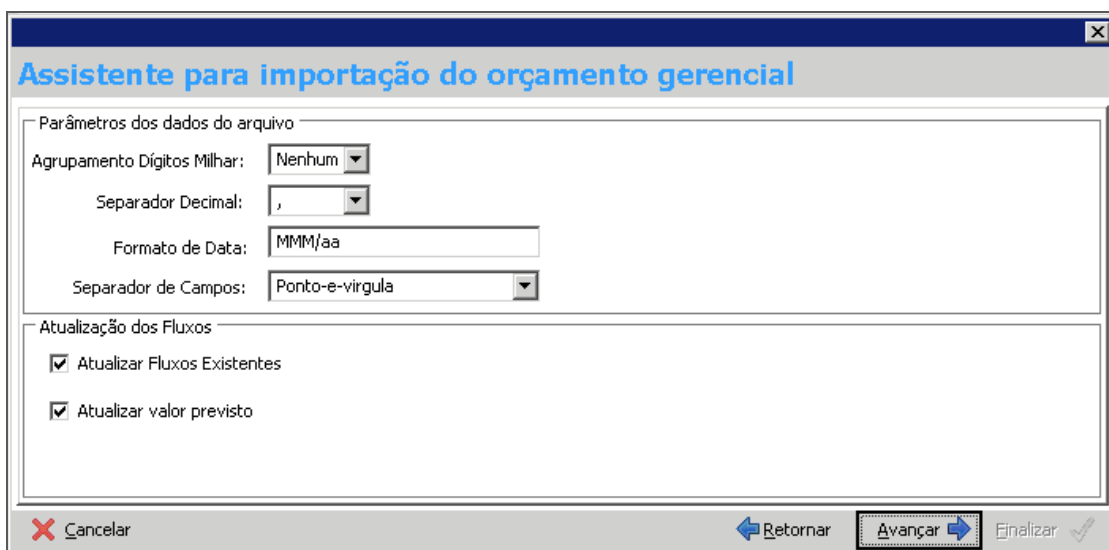 Assistente para importação do orçamento gerencial
Parâmetros dos dados do arquivo
Agrupamento Dígitos Milhar: Nenhum
Separador Decimal: ,
Formato de Data: MMM/aa
Separador de Campos: Ponto-e-virgula
Atualização dos Fluxos
Atualizar Fluxos Existentes
Atualizar valor previsto
Cancelar Retornar Avançar Finalizar